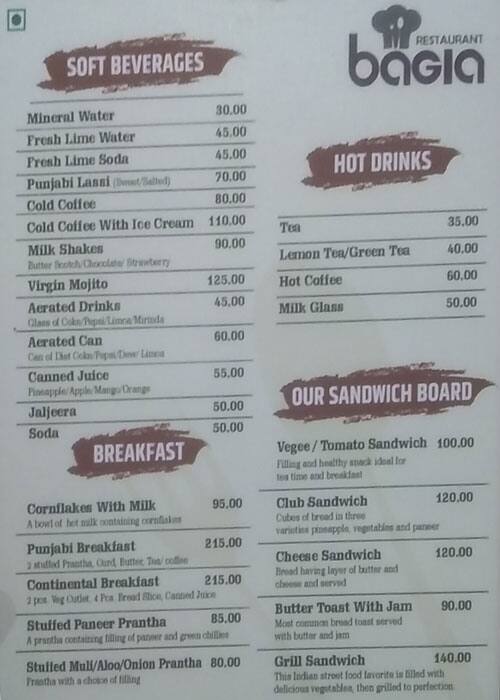 RESTAURANT
baGia
SOFT BEVERAGES
Mineral Water 30.00
Fresh Lime Water 45.00
Fresh Lime Soda 45.00
Punjabi Lassi (Sweet/Salted) 70.00
Cold Coffee 80.00
Cold Coffee With Ice Cream 110.00
Milk Shakes 90.00
Butter Scotch/Chocolate/ Strawberry
Virgin Mojito 125.00
Aerated Drinks 45.00
Glass of Coke/Pepsi/Limca/Mirinda
Aerated Can 60.00
Can of Diet Coke/Pepsi/Dew/ Limca
Canned Juice 55.00
Pineapple/Apple/Mango/Orange
Jaljeera 50.00
Soda 50.00
BREAKFAST
Cornflakes With Milk 95.00
A bowl of hot milk containing cornflakes
Punjabi Breakfast 215.00
2 stuffed Prantha, Curd, Butter, Tea/ coffee
Continental Breakfast 215.00
2 pcs. Veg Cutlet, 4 Pcs. Bread Slice, Canned Juice
Stuffed Paneer Prantha 85.00
A prantha containing filling of paneer and green chillies
Stuffed Muli/Aloo/Onion Prantha 80.00
Prantha with a choice of filling
HOT DRINKS
Tea 35.00
Lemon Tea/Green Tea 40.00
Hot Coffee 60.00
Milk Glass 50.00
OUR SANDWICH BOARD
Vegee / Tomato Sandwich 100.00
Filling and healthy snack ideal for
tea time and breakfast
Club Sandwich 120.00
Cubes of bread in three
varieties pineapple, vegetables and paneer
Cheese Sandwich 120.00
Bread having layer of butter and
cheese and served
Butter Toast With Jam 90.00
Most common bread toast served
with butter and jam
Grill Sandwich 140.00
This Indian street food favorite is filled with
delicious vegetables, then grilled to perfection